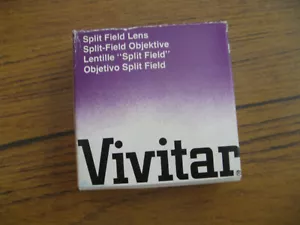 Split Field Lens
Split-Field Objektive
Lentille "Split Field"
Objetivo Split Field
Vivitar